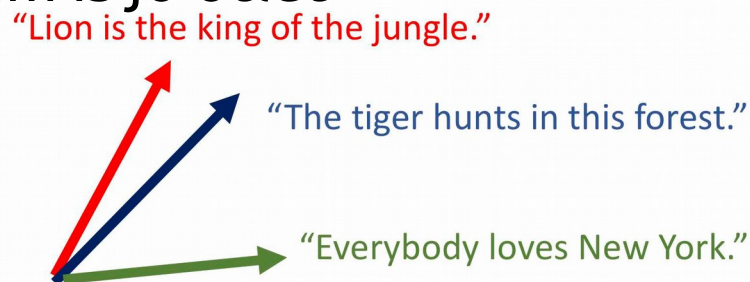 “Lion is the king of the jungle.”
“The tiger hunts in this forest.”
“Everybody loves New York.”